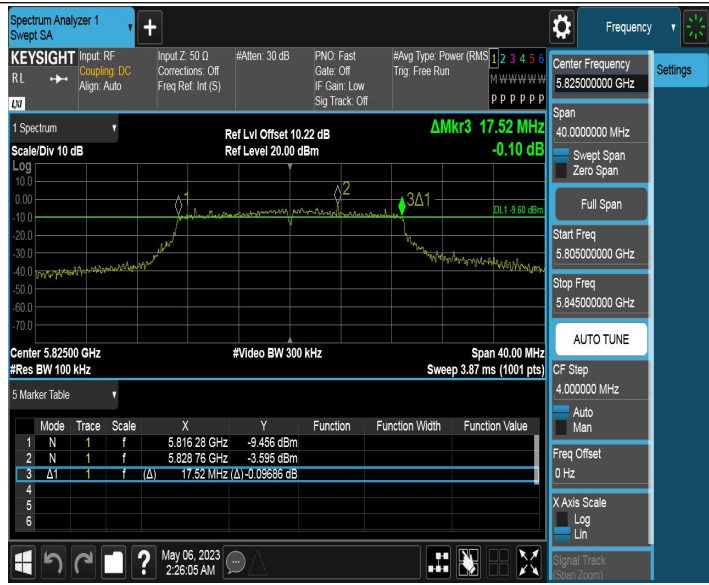 Spectrum Analyzer 1
Swept SA
Frequency
KEYSIGHT
RL
LXI
Input: RF
Coupling: DC
Align: Auto
Input Z: 50 Ω
Corrections: Off
Freq Ref: Int (S)
#Atten: 30 dB
PNO: Fast
Gate: Off
IF Gain: Low
Sig Track: Off
#Avg Type: Power (RMS
Trig: Free Run
1 2 3 4 5 6
M W W W W W
P P P P P P
1 Spectrum
Scale/Div 10 dB
Ref Lvl Offset 10.22 dB
Ref Level 20.00 dBm
ΔMkr3 17.52 MHz
-0.10 dB
Log
10.0
0.00
-10.0
-20.0
-30.0
-40.0
-50.0
-60.0
-70.0
1
2
3Δ1
DL1 -9.60 dBm
Center 5.82500 GHz
#Video BW 300 kHz
Span 40.00 MHz
#Res BW 100 kHz
Sweep 3.87 ms (1001 pts)
5 Marker Table
Mode Trace Scale X Y Function Function Width Function Value
1 N 1 f 5.816 28 GHz -9.456 dBm
2 N 1 f 5.828 76 GHz -3.595 dBm
3 Δ1 1 f (Δ) 17.52 MHz (Δ) -0.09686 dB
4
5
6
May 06, 2023
2:26:05 AM
Center Frequency
5.825000000 GHz
Span
40.0000000 MHz
Swept Span
Zero Span
Full Span
Start Freq
5.805000000 GHz
Stop Freq
5.845000000 GHz
AUTO TUNE
CF Step
4.000000 MHz
Auto
Man
Freq Offset
0 Hz
X Axis Scale
Log
Lin
Signal Track
(Span Zoom)
Settings